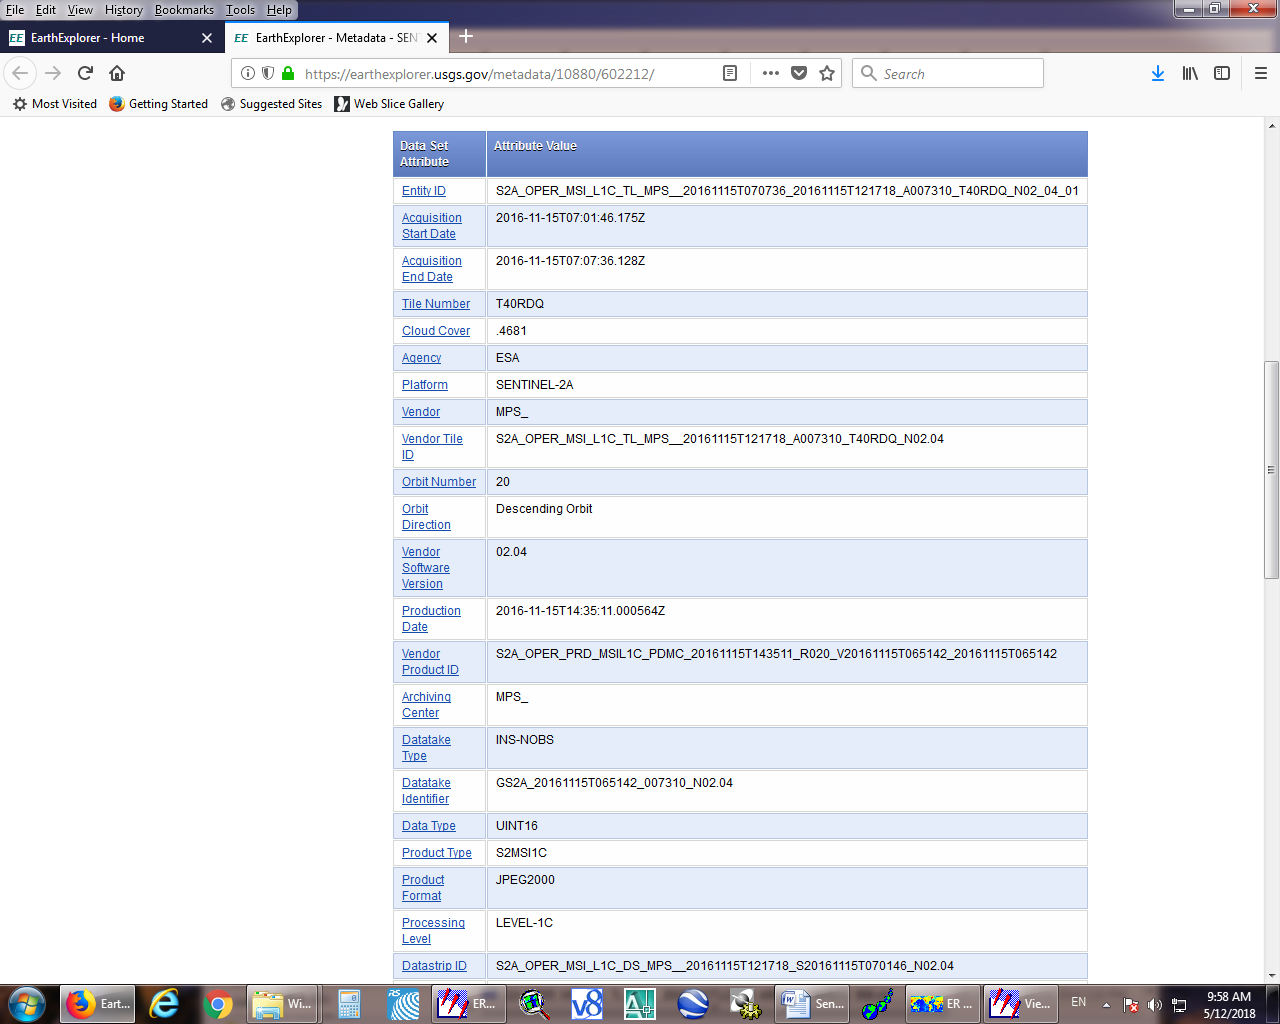 File Edit View History Bookmarks Tools Help
EE EarthExplorer - Home
EE EarthExplorer - Metadata - SEN
https://earthexplorer.usgs.gov/metadata/10880/602212/
Search
Most Visited Getting Started Suggested Sites Web Slice Gallery
Data Set Attribute Attribute Value
Entity ID S2A_OPER_MSI_L1C_TL_MPS__20161115T070736_20161115T121718_A007310_T40RDQ_N02_04_01
Acquisition Start Date 2016-11-15T07:01:46.175Z
Acquisition End Date 2016-11-15T07:07:36.128Z
Tile Number T40RDQ
Cloud Cover .4681
Agency ESA
Platform SENTINEL-2A
Vendor MPS_
Vendor Tile ID S2A_OPER_MSI_L1C_TL_MPS__20161115T121718_A007310_T40RDQ_N02.04
Orbit Number 20
Orbit Direction Descending Orbit
Vendor Software Version 02.04
Production Date 2016-11-15T14:35:11.000564Z
Vendor Product ID S2A_OPER_PRD_MSIL1C_PDMC_20161115T143511_R020_V20161115T065142_20161115T065142
Archiving Center MPS_
Datatake Type INS-NOBS
Datatake Identifier GS2A_20161115T065142_007310_N02.04
Data Type UINT16
Product Type S2MSI1C
Product Format JPEG2000
Processing Level LEVEL-1C
Datastrip ID S2A_OPER_MSI_L1C_DS_MPS__20161115T121718_S20161115T070146_N02.04
Eart... Wi... RS ER... v8 Sen... ER ... Vie... EN 9:58 AM
5/12/2018